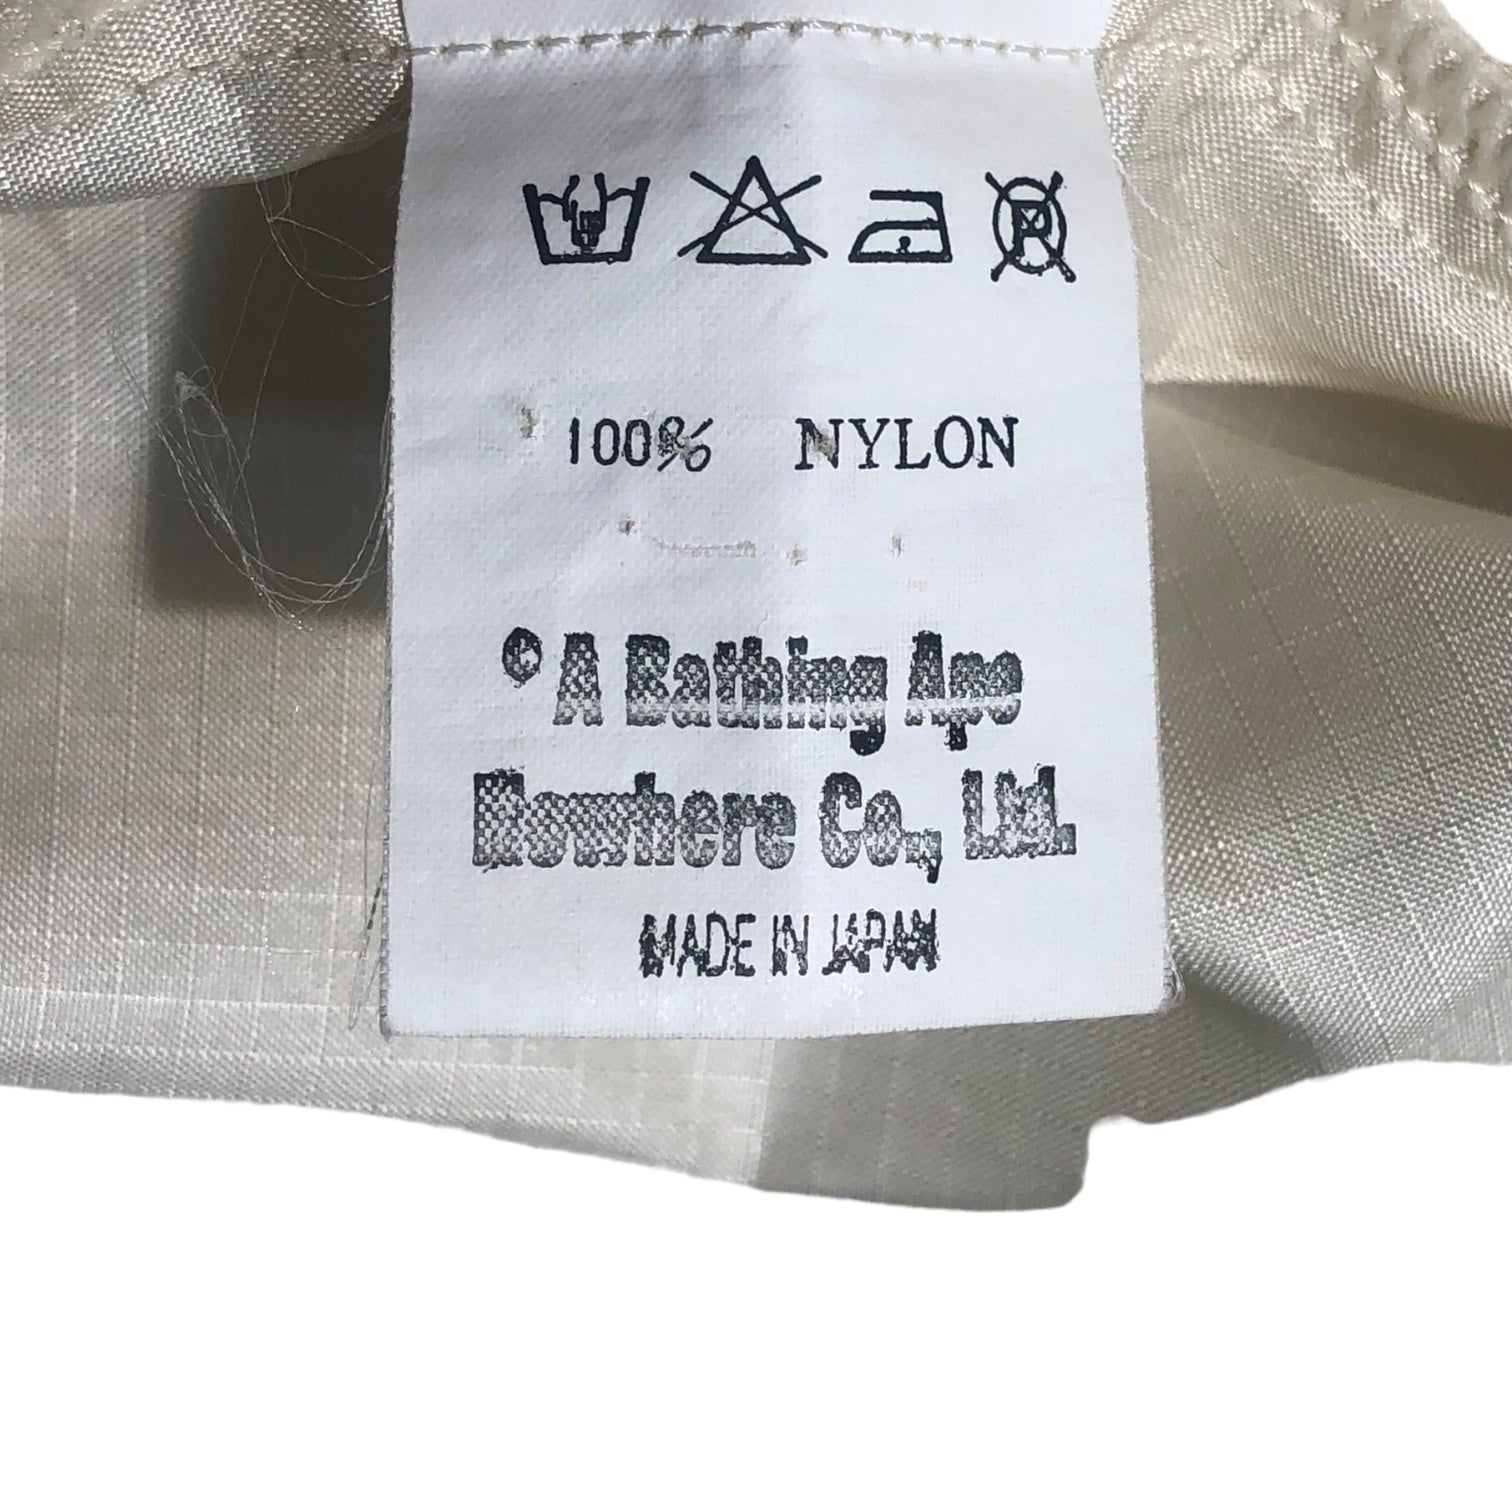 100% NYLON
©A Bathing Ape
Nowhere Co., Ltd.
MADE IN JAPAN